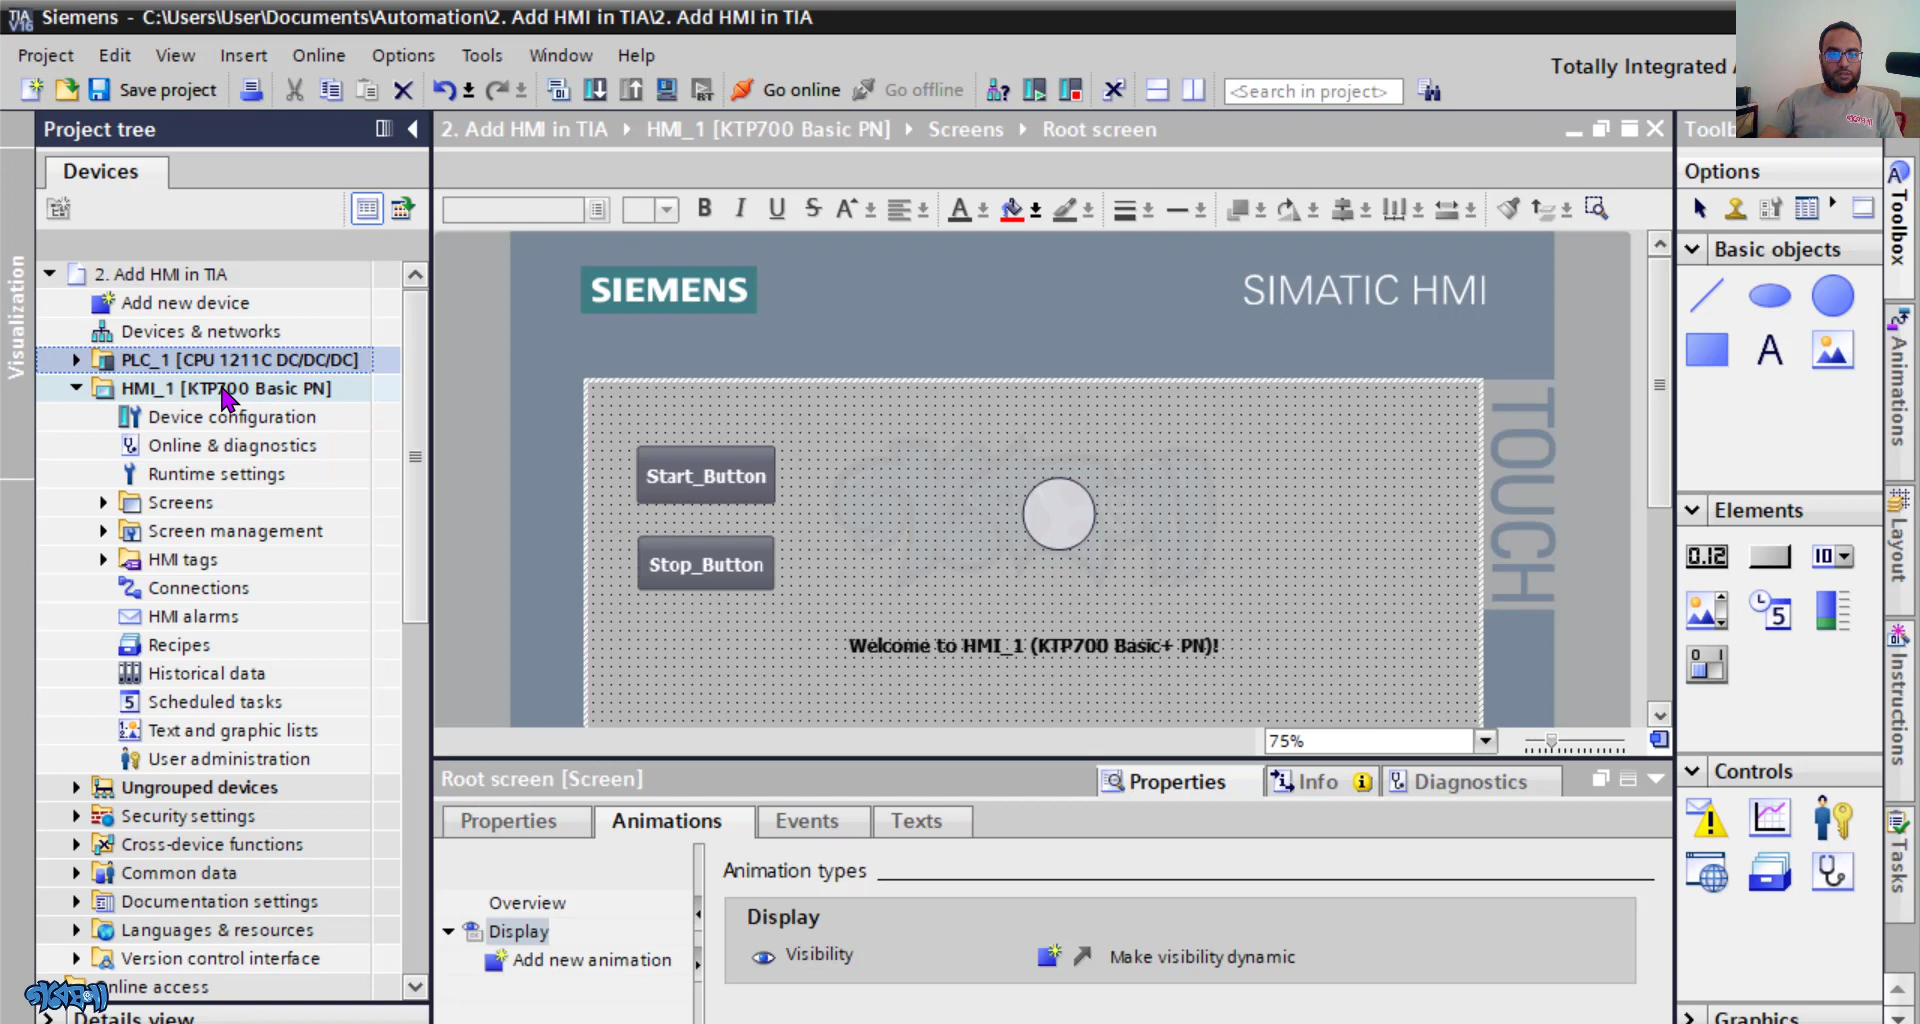 Siemens - C:\Users\User\Documents\Automation\2. Add HMI in TIA\2. Add HMI in TIA
Project Edit View Insert Online Options Tools Window Help
Totally Integrated A
Save project Go online Go offline <Search in project>
Project tree
2. Add HMI in TIA HMI_1 [KTP700 Basic PN] Screens Root screen
Toolb
Devices
Options
B I U S A A
Basic objects
Visualization
2. Add HMI in TIA
Add new device
Devices & networks
PLC_1 [CPU 1211C DC/DC/DC]
HMI_1 [KTP700 Basic PN]
Device configuration
Online & diagnostics
Runtime settings
Screens
Screen management
HMI tags
Connections
HMI alarms
Recipes
Historical data
Scheduled tasks
Text and graphic lists
User administration
Ungrouped devices
Security settings
Cross-device functions
Common data
Documentation settings
Languages & resources
Version control interface
Online access
Details view
SIEMENS
SIMATIC HMI
TOUCH
Start_Button
Stop_Button
Welcome to HMI_1 (KTP700 Basic+ PN)!
75%
Root screen [Screen]
Properties Info Diagnostics
Properties Animations Events Texts
Overview
Display
Add new animation
Animation types
Display
Visibility Make visibility dynamic
A
Elements
0.12 10
5
0 1
Controls
Graphics
Toolbox
Animations
Layout
Instructions
Tasks
গবেষণা